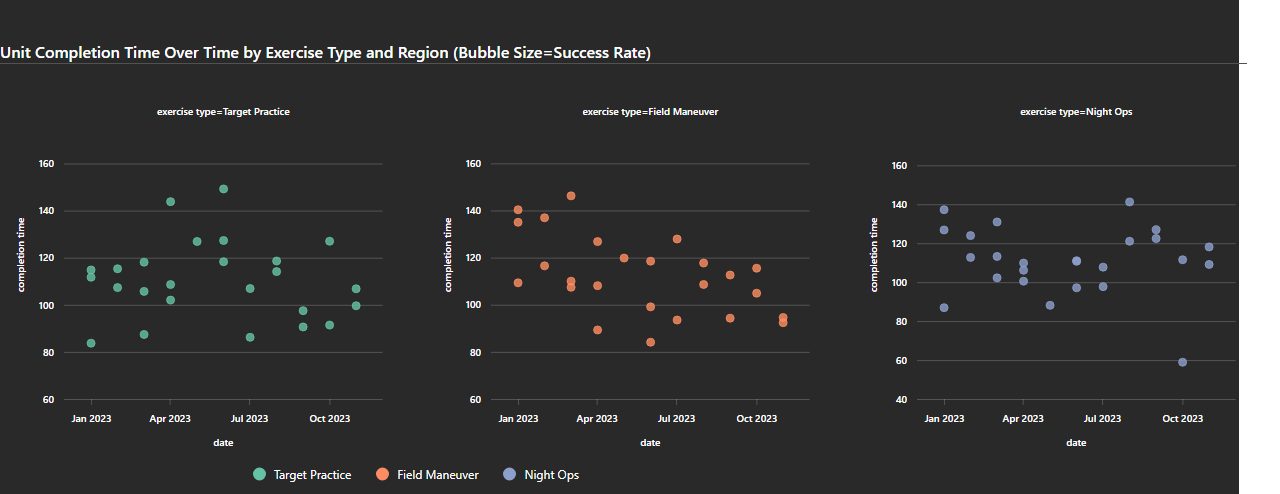 Unit Completion Time Over Time by Exercise Type and Region (Bubble Size=Success Rate)
exercise type=Target Practice
160
140
120
100
80
60
completion time
Jan 2023 Apr 2023 Jul 2023 Oct 2023
date
exercise type=Field Maneuver
160
140
120
100
80
60
completion time
Jan 2023 Apr 2023 Jul 2023 Oct 2023
date
exercise type=Night Ops
160
140
120
100
80
60
40
completion time
Jan 2023 Apr 2023 Jul 2023 Oct 2023
date
Target Practice Field Maneuver Night Ops